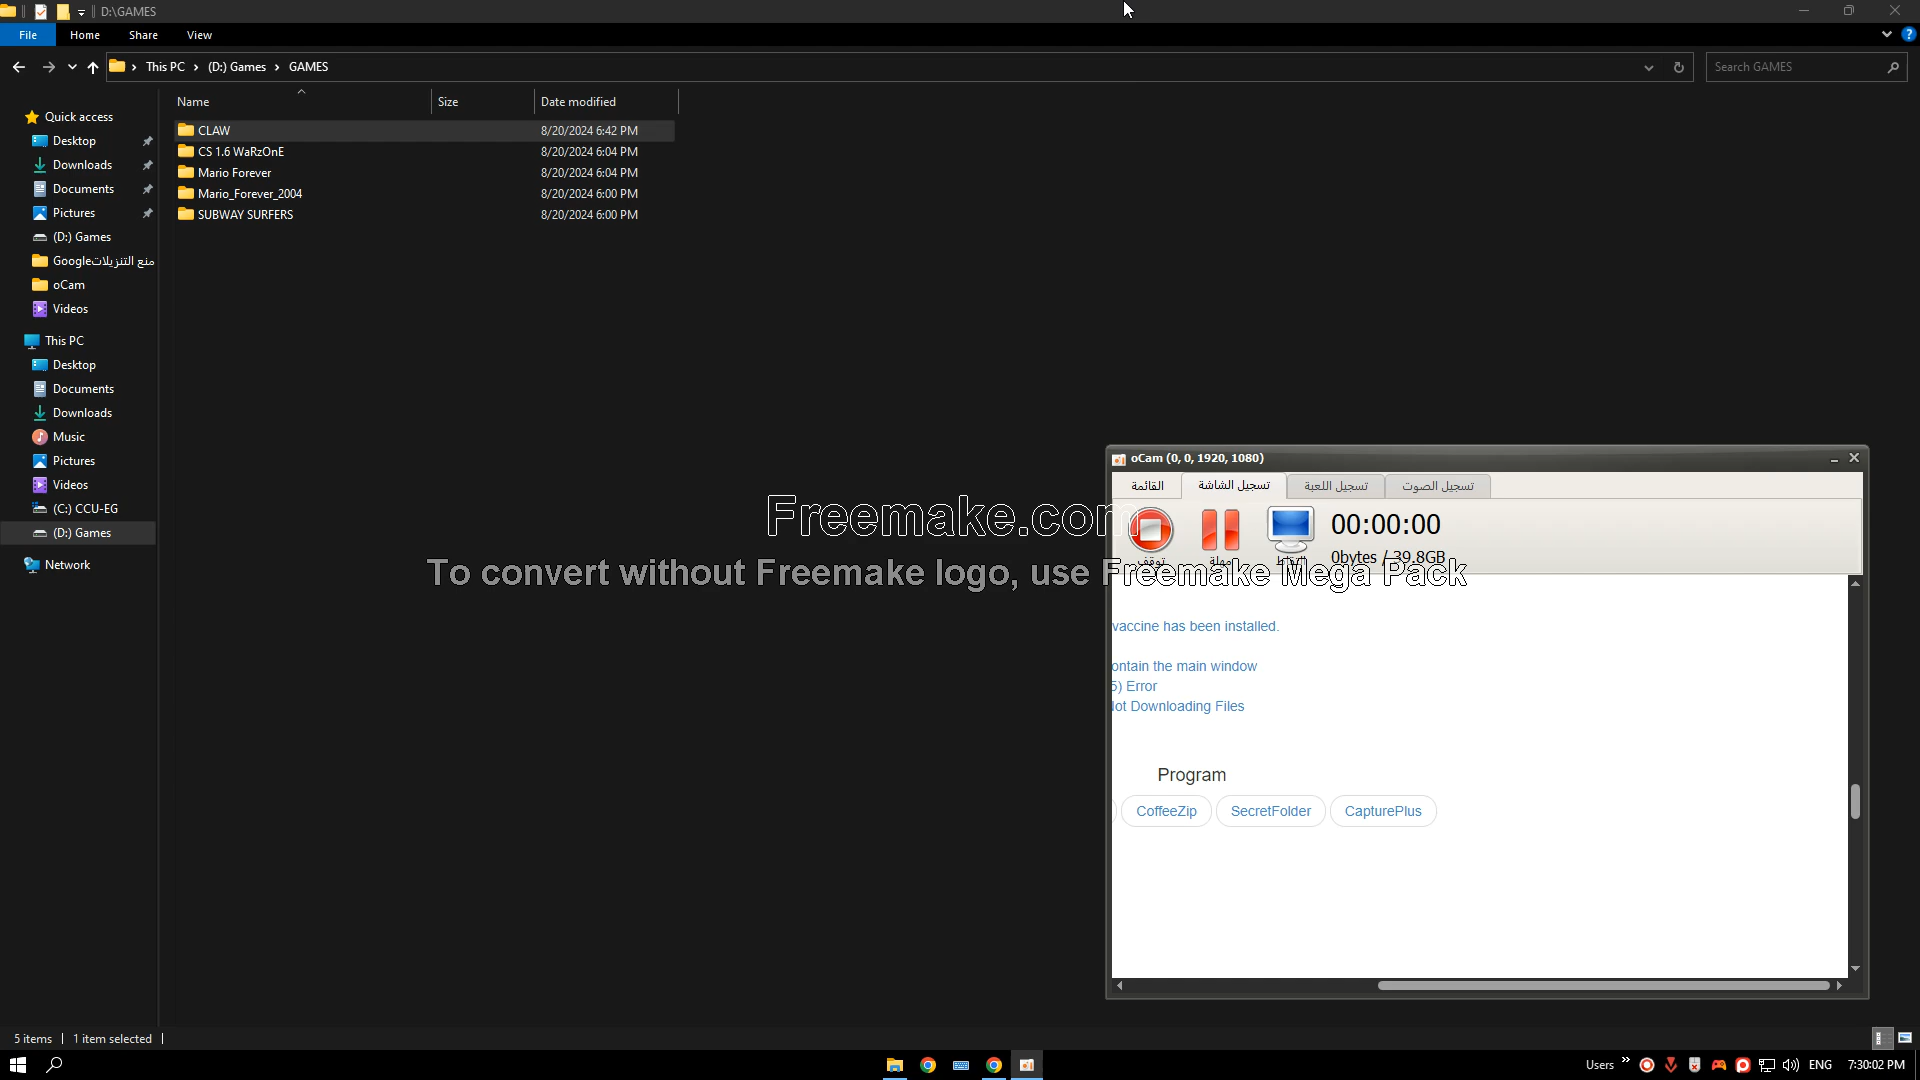 D:\GAMES
File Home Share View
This PC (D:) Games GAMES
Search GAMES
Name Size Date modified
CLAW 8/20/2024 6:42 PM
CS 1.6 WaRzOnE 8/20/2024 6:04 PM
Mario Forever 8/20/2024 6:04 PM
Mario_Forever_2004 8/20/2024 6:00 PM
SUBWAY SURFERS 8/20/2024 6:00 PM
Quick access
Desktop
Downloads
Documents
Pictures
(D:) Games
Googleمنع التنزيلات
oCam
Videos
This PC
Desktop
Documents
Downloads
Music
Pictures
Videos
(C:) CCU-EG
(D:) Games
Network
oCam (0, 0, 1920, 1080)
القائمة تسجيل الشاشة تسجيل اللعبة تسجيل الصوت
00:00:00
0bytes / 39.8GB
توقف مهلة التقاط
Freemake.com
To convert without Freemake logo, use Freemake Mega Pack
vaccine has been installed.
ontain the main window
5) Error
Not Downloading Files
Program
CoffeeZip SecretFolder CapturePlus
5 items 1 item selected
Users ENG 7:30:02 PM